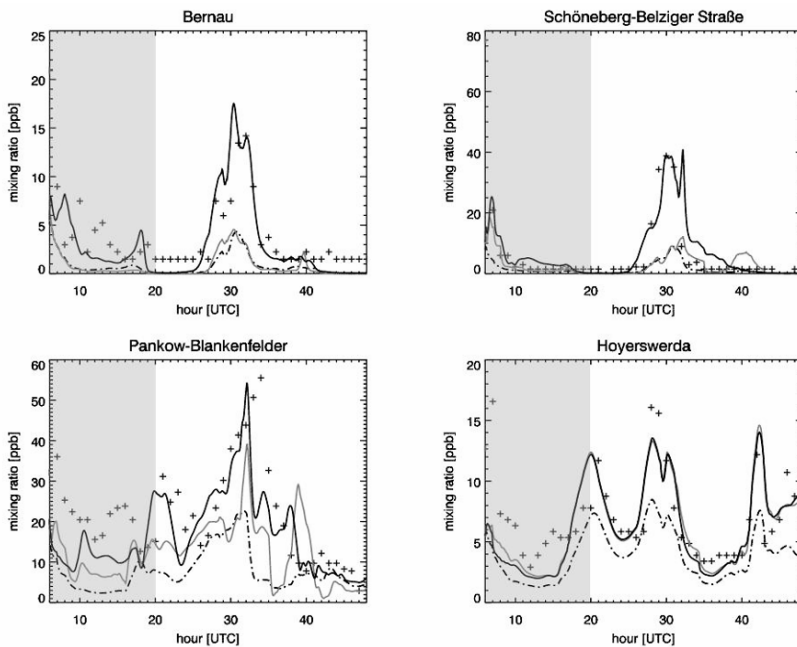 Bernau
25
20
15
10
5
0
mixing ratio [ppb]
10 20 30 40
hour [UTC]
Schöneberg-Belziger Straße
80
60
40
20
0
mixing ratio [ppb]
10 20 30 40
hour [UTC]
Pankow-Blankenfelder
60
50
40
30
20
10
0
mixing ratio [ppb]
10 20 30 40
hour [UTC]
Hoyerswerda
20
15
10
5
0
mixing ratio [ppb]
10 20 30 40
hour [UTC]